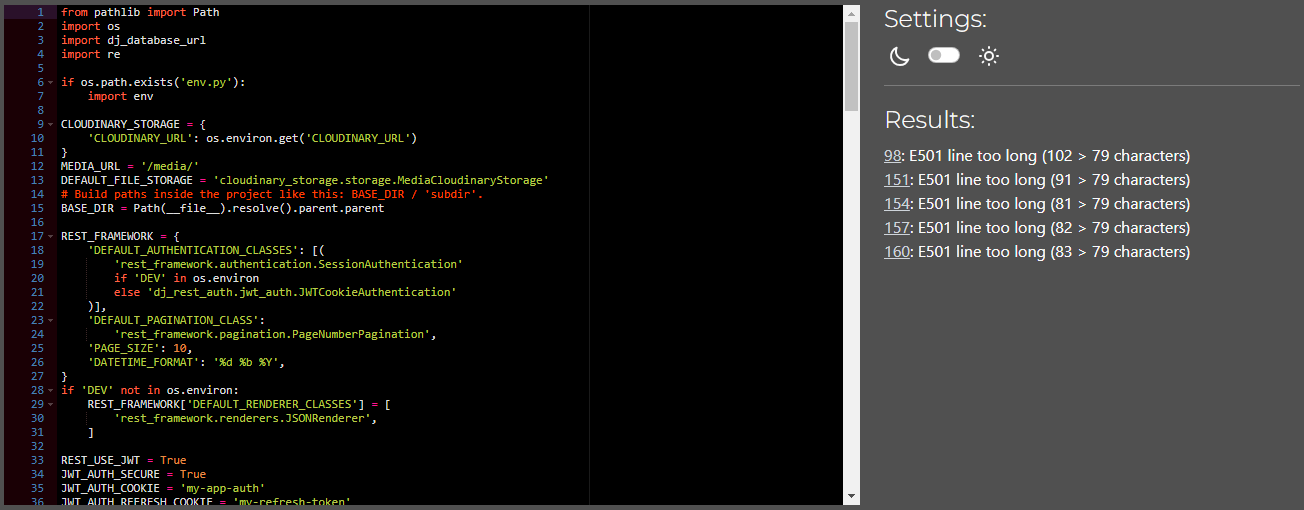 1 from pathlib import Path
2 import os
3 import dj_database_url
4 import re
5
6 if os.path.exists('env.py'):
7     import env
8
9 CLOUDINARY_STORAGE = {
10     'CLOUDINARY_URL': os.environ.get('CLOUDINARY_URL')
11 }
12 MEDIA_URL = '/media/'
13 DEFAULT_FILE_STORAGE = 'cloudinary_storage.storage.MediaCloudinaryStorage'
14 # Build paths inside the project like this: BASE_DIR / 'subdir'.
15 BASE_DIR = Path(__file__).resolve().parent.parent
16
17 REST_FRAMEWORK = {
18     'DEFAULT_AUTHENTICATION_CLASSES': [(
19         'rest_framework.authentication.SessionAuthentication'
20         if 'DEV' in os.environ
21         else 'dj_rest_auth.jwt_auth.JWTCookieAuthentication'
22     )],
23     'DEFAULT_PAGINATION_CLASS':
24         'rest_framework.pagination.PageNumberPagination',
25     'PAGE_SIZE': 10,
26     'DATETIME_FORMAT': '%d %b %Y',
27 }
28 if 'DEV' not in os.environ:
29     REST_FRAMEWORK['DEFAULT_RENDERER_CLASSES'] = [
30         'rest_framework.renderers.JSONRenderer',
31     ]
32
33 REST_USE_JWT = True
34 JWT_AUTH_SECURE = True
35 JWT_AUTH_COOKIE = 'my-app-auth'
36 JWT_AUTH_REFRESH_COOKIE = 'my-refresh-token'
Settings:
Results:
98: E501 line too long (102 > 79 characters)
151: E501 line too long (91 > 79 characters)
154: E501 line too long (81 > 79 characters)
157: E501 line too long (82 > 79 characters)
160: E501 line too long (83 > 79 characters)